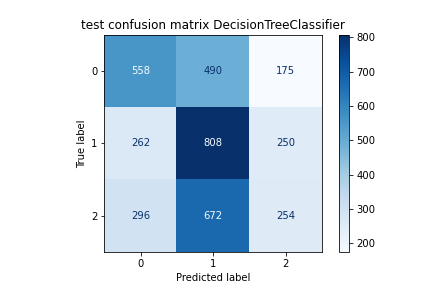 test confusion matrix DecisionTreeClassifier
0 558 490 175
1 262 808 250
2 296 672 254
0 1 2
True label
Predicted label
800
700
600
500
400
300
200